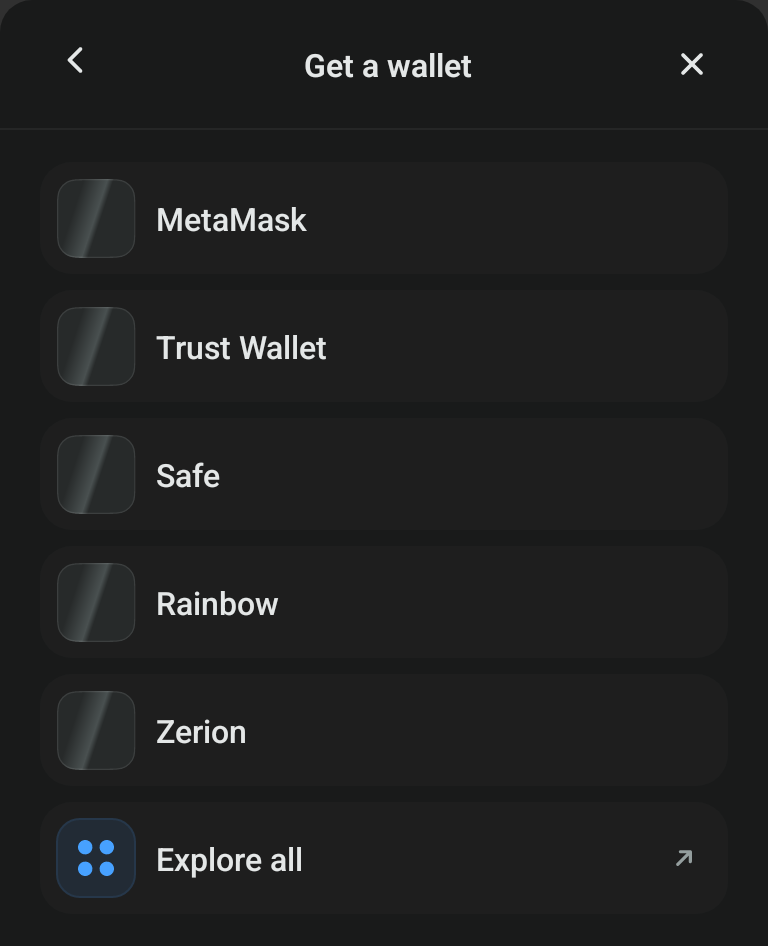 Get a wallet
MetaMask
Trust Wallet
Safe
Rainbow
Zerion
Explore all